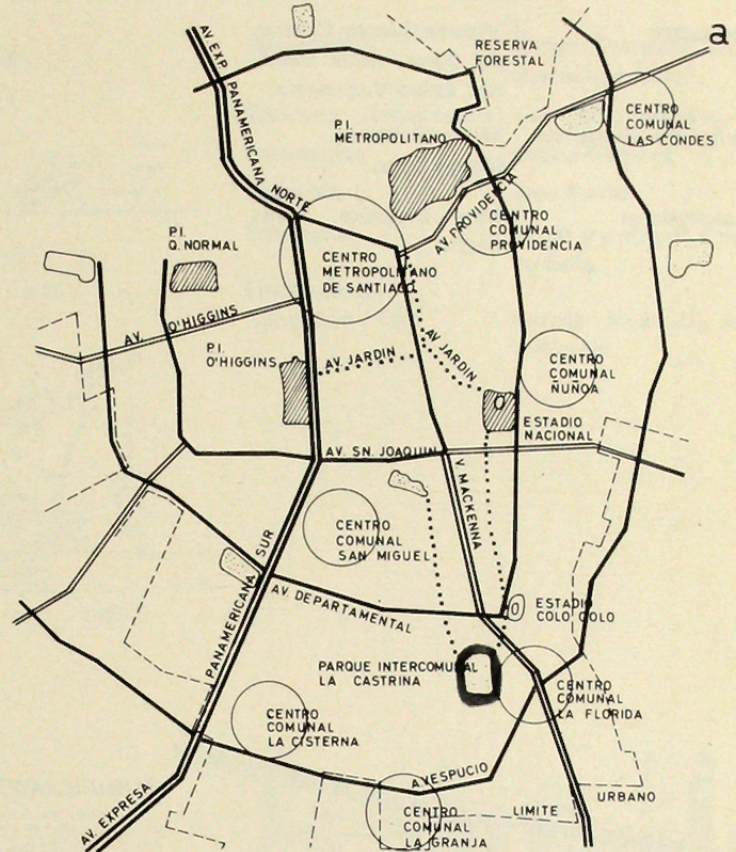 a
RESERVA
FORESTAL
AV EXP PANAMERICANA NORTE
P.I.
METROPOLITANO
CENTRO
COMUNAL
LAS CONDES
AV. PROVIDENCIA
CENTRO
COMUNAL
PROVIDENCIA
P.I.
Q. NORMAL
CENTRO
METROPOLITANO
DE SANTIAGO
AV. O'HIGGINS
P.I.
O'HIGGINS
AV JARDIN
AV JARDIN
CENTRO
COMUNAL
ÑUÑOA
ESTADIO
NACIONAL
AV. SN. JOAQUIN
V. MACKENNA
CENTRO
COMUNAL
SAN MIGUEL
PANAMERICANA SUR
AV. DEPARTAMENTAL
ESTADIO
COLO COLO
PARQUE INTERCOMUNAL
LA CASTRINA
CENTRO
COMUNAL
LA FLORIDA
CENTRO
COMUNAL
LA CISTERNA
AV. EXPRESA
A.VESPUCIO
CENTRO
COMUNAL
LA GRANJA
LIMITE URBANO